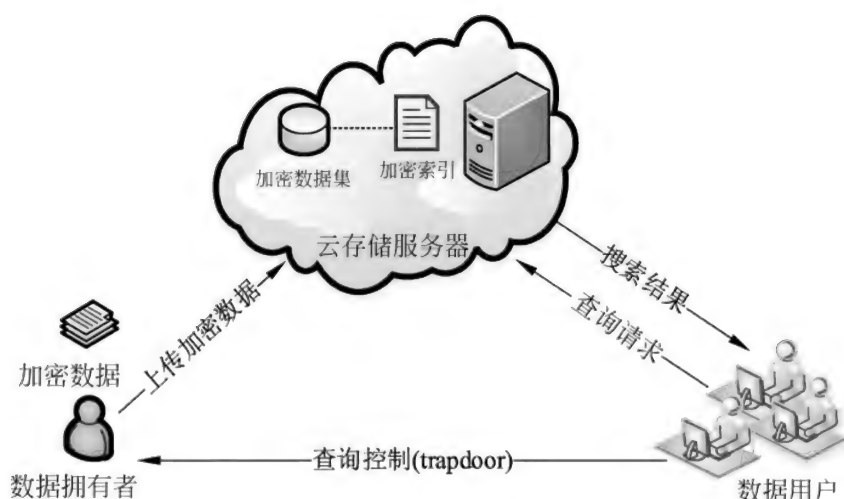 加密数据集
加密索引
云存储服务器
搜索结果
查询请求
上传加密数据
加密数据
数据拥有者
查询控制(trapdoor)
数据用户